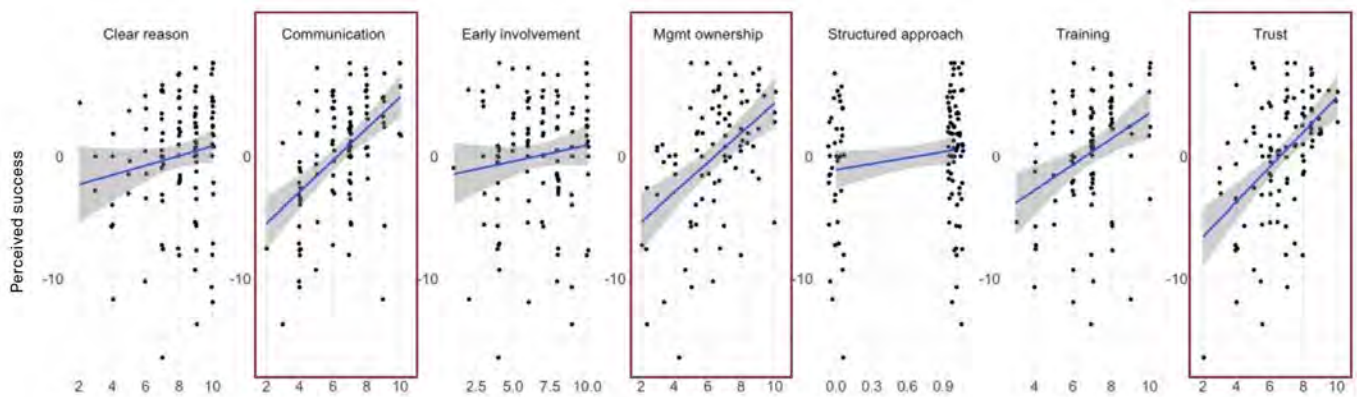 Clear reason Communication Early involvement Mgmt ownership Structured approach Training Trust
Perceived success
0 0 0 0 0 0 0
-10 -10 -10 -10 -10 -10 -10
2 4 6 8 10 2 4 6 8 10 2.5 5.0 7.5 10.0 2 4 6 8 10 0.0 0.3 0.6 0.9 4 6 8 10 2 4 6 8 10